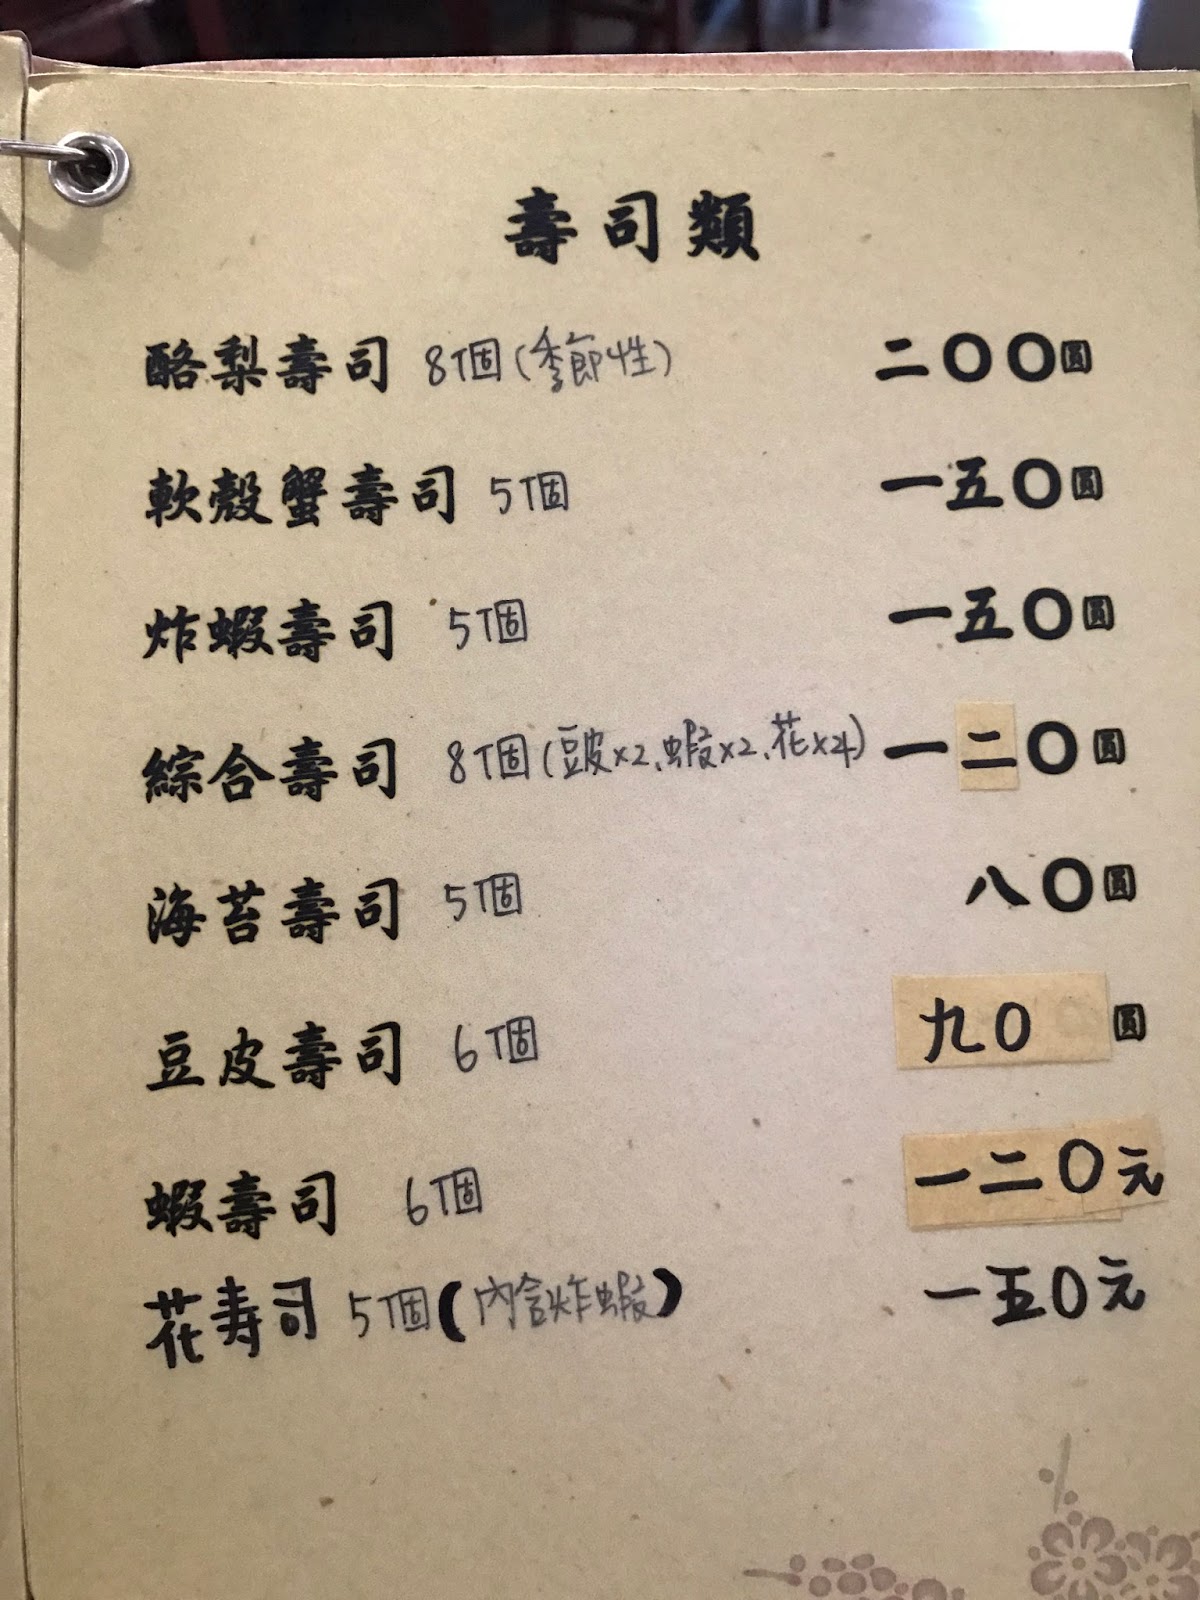 壽司類
酪梨壽司 8個(季節性) 二〇〇圓
軟殼蟹壽司 5個 一五〇圓
炸蝦壽司 5個 一五〇圓
綜合壽司 8個(豆皮x2、蝦x2、花x4) 一二〇圓
海苔壽司 5個 八〇圓
豆皮壽司 6個 九0圓
蝦壽司 6個 一二0元
花寿司 5個(內含炸蝦) 一五0元